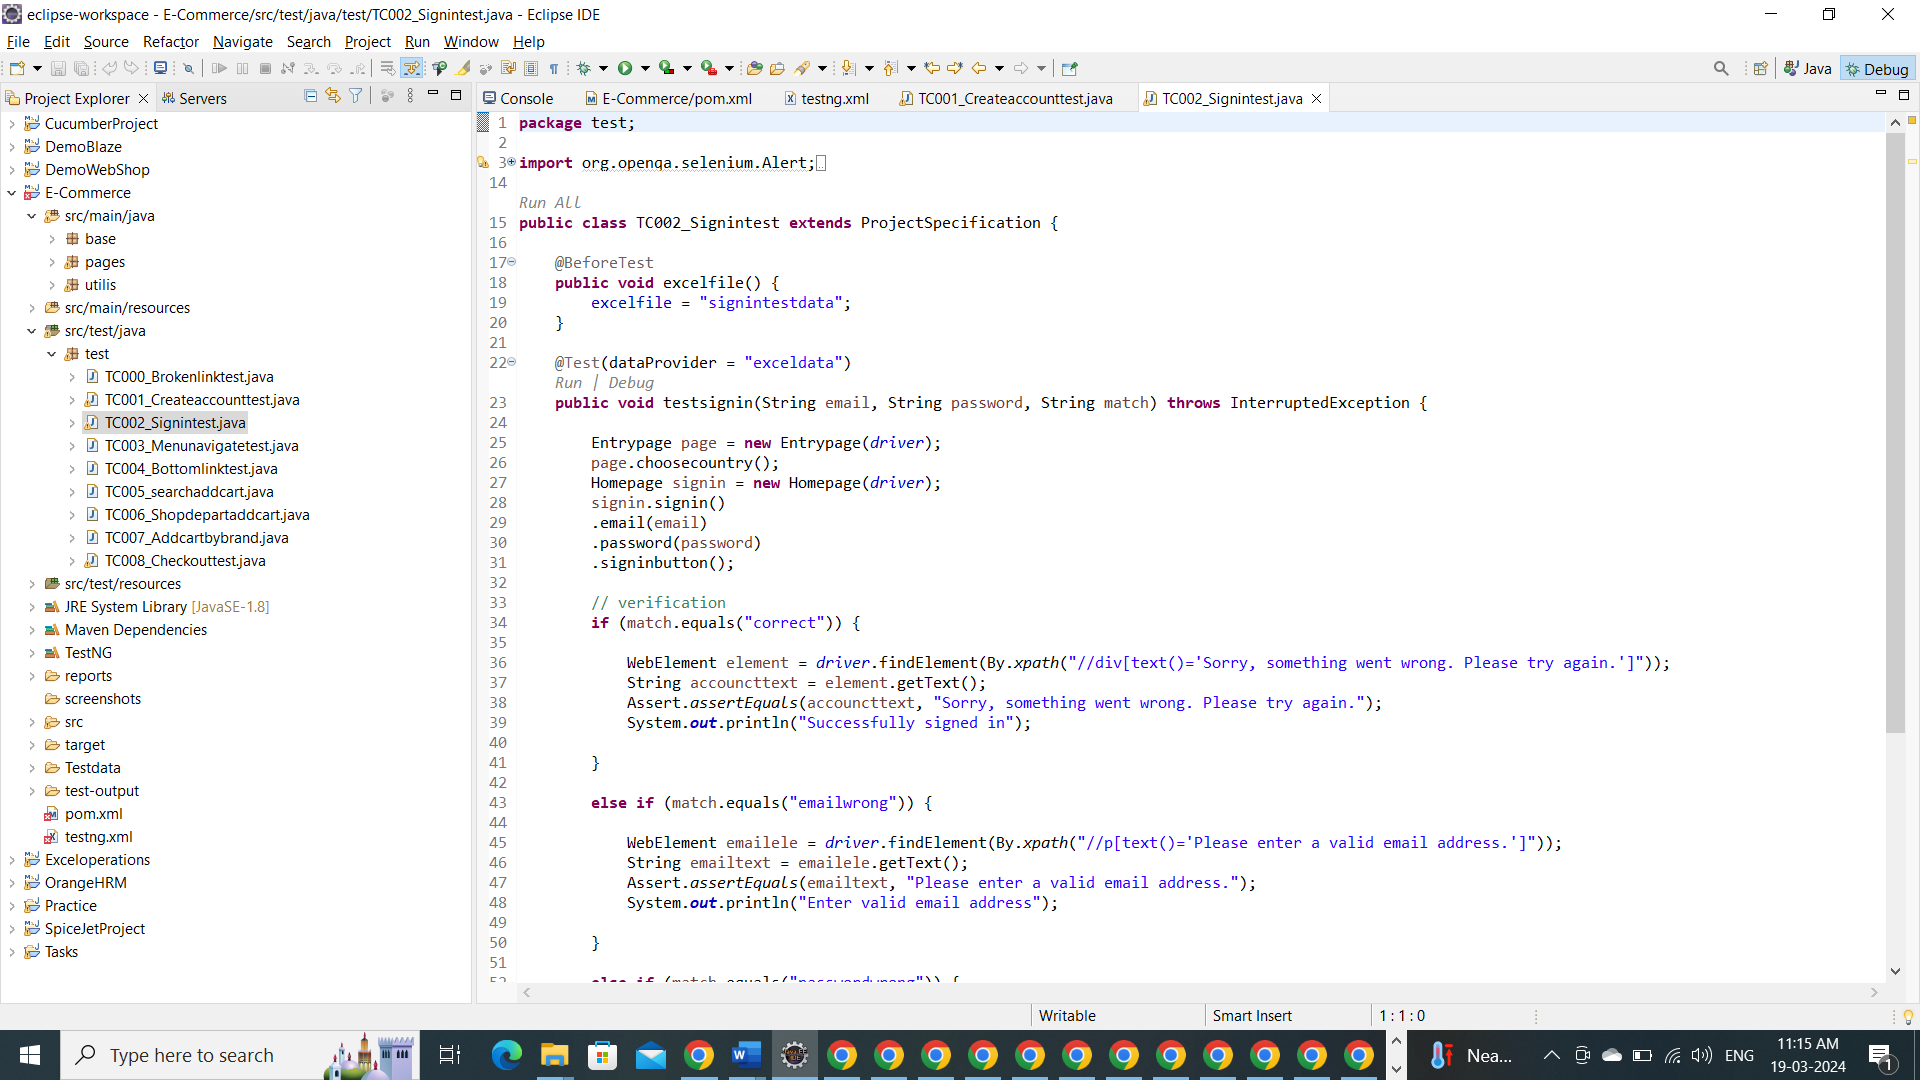 eclipse-workspace - E-Commerce/src/test/java/test/TC002_Signintest.java - Eclipse IDE
File Edit Source Refactor Navigate Search Project Run Window Help
Java Debug
Project Explorer Servers
Console E-Commerce/pom.xml testng.xml TC001_Createaccounttest.java TC002_Signintest.java
CucumberProject
DemoBlaze
DemoWebShop
E-Commerce
src/main/java
base
pages
utilis
src/main/resources
src/test/java
test
TC000_Brokenlinktest.java
TC001_Createaccounttest.java
TC002_Signintest.java
TC003_Menunavigatetest.java
TC004_Bottomlinktest.java
TC005_searchaddcart.java
TC006_Shopdepartaddcart.java
TC007_Addcartbybrand.java
TC008_Checkouttest.java
src/test/resources
JRE System Library [JavaSE-1.8]
Maven Dependencies
TestNG
reports
screenshots
src
target
Testdata
test-output
pom.xml
testng.xml
Exceloperations
OrangeHRM
Practice
SpiceJetProject
Tasks
1 package test;
2
3 import org.openqa.selenium.Alert;
14
Run All
15 public class TC002_Signintest extends ProjectSpecification {
16
17 @BeforeTest
18 public void excelfile() {
19 excelfile = "signintestdata";
20 }
21
22 @Test(dataProvider = "exceldata")
Run | Debug
23 public void testsignin(String email, String password, String match) throws InterruptedException {
24
25 Entrypage page = new Entrypage(driver);
26 page.choosecountry();
27 Homepage signin = new Homepage(driver);
28 signin.signin()
29 .email(email)
30 .password(password)
31 .signinbutton();
32
33 // verification
34 if (match.equals("correct")) {
35
36 WebElement element = driver.findElement(By.xpath("//div[text()='Sorry, something went wrong. Please try again.']"));
37 String accouncttext = element.getText();
38 Assert.assertEquals(accouncttext, "Sorry, something went wrong. Please try again.");
39 System.out.println("Successfully signed in");
40
41 }
42
43 else if (match.equals("emailwrong")) {
44
45 WebElement emailele = driver.findElement(By.xpath("//p[text()='Please enter a valid email address.']"));
46 String emailtext = emailele.getText();
47 Assert.assertEquals(emailtext, "Please enter a valid email address.");
48 System.out.println("Enter valid email address");
49
50 }
51
52 else if (match.equals("passwordwrong")) {
Writable Smart Insert 1 : 1 : 0
Type here to search
Nea... ENG 11:15 AM
19-03-2024
1